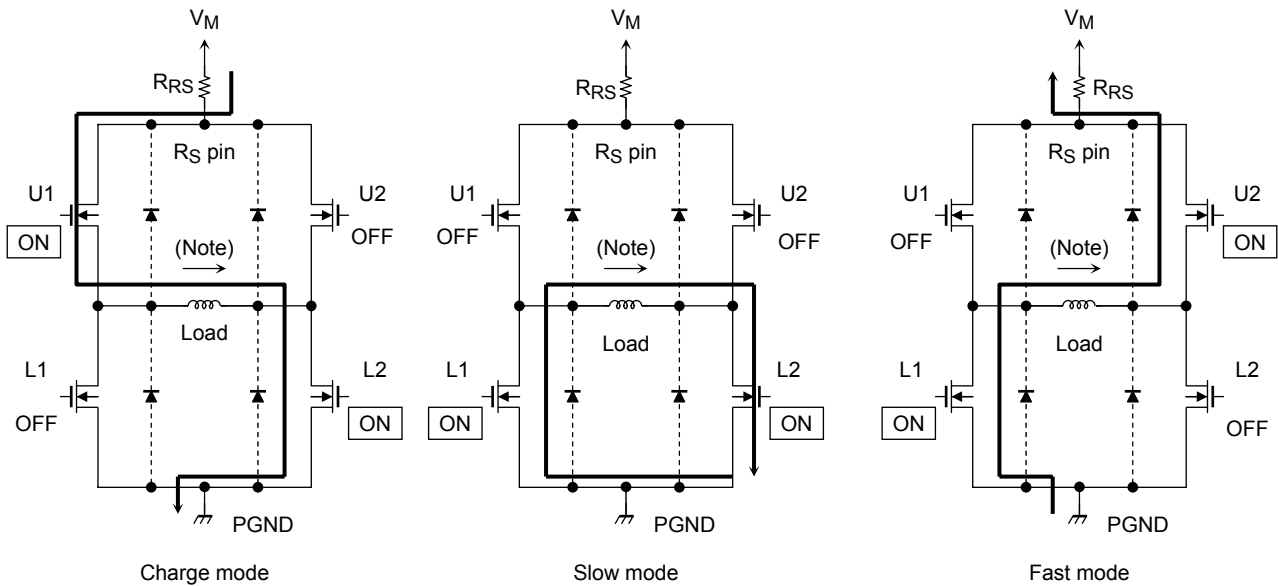 VM
RRS
RS pin
U1
ON
U2
OFF
(Note)
Load
L1
OFF
L2
ON
PGND
Charge mode
VM
RRS
RS pin
U1
OFF
U2
OFF
(Note)
Load
L1
ON
L2
ON
PGND
Slow mode
VM
RRS
RS pin
U1
OFF
U2
ON
(Note)
Load
L1
ON
L2
OFF
PGND
Fast mode